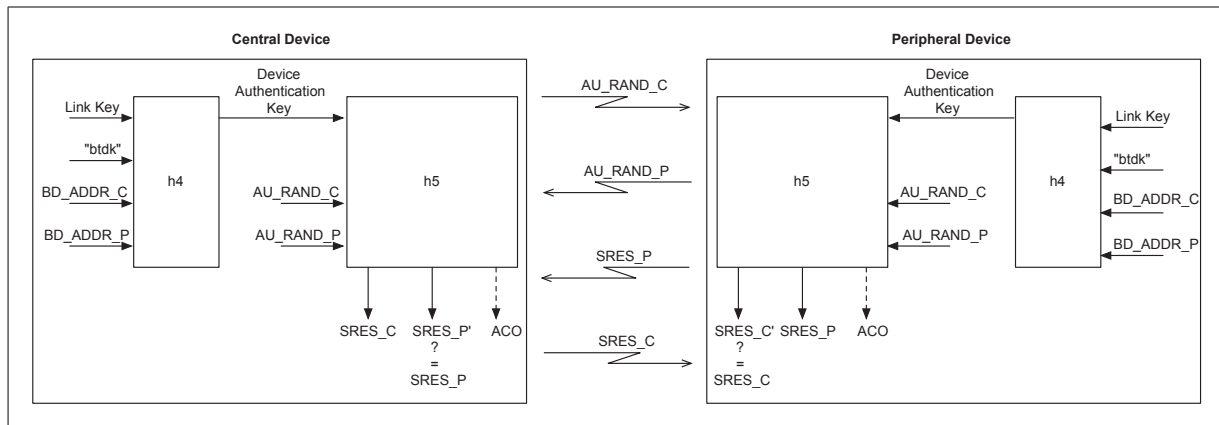 Central Device
Peripheral Device
Link Key
"btdk"
BD_ADDR_C
BD_ADDR_P
h4
Device
Authentication
Key
AU_RAND_C
AU_RAND_P
h5
SRES_C
SRES_P'
?
=
SRES_P
ACO
AU_RAND_C
AU_RAND_P
SRES_P
SRES_C
Device
Authentication
Key
h5
AU_RAND_C
AU_RAND_P
SRES_C'
?
=
SRES_C
SRES_P
ACO
h4
Link Key
"btdk"
BD_ADDR_C
BD_ADDR_P